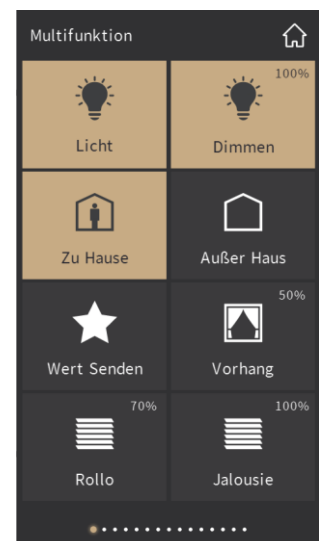 Multifunktion
100%
Licht
Dimmen
Zu Hause
Außer Haus
50%
Wert Senden
Vorhang
70%
100%
Rollo
Jalousie